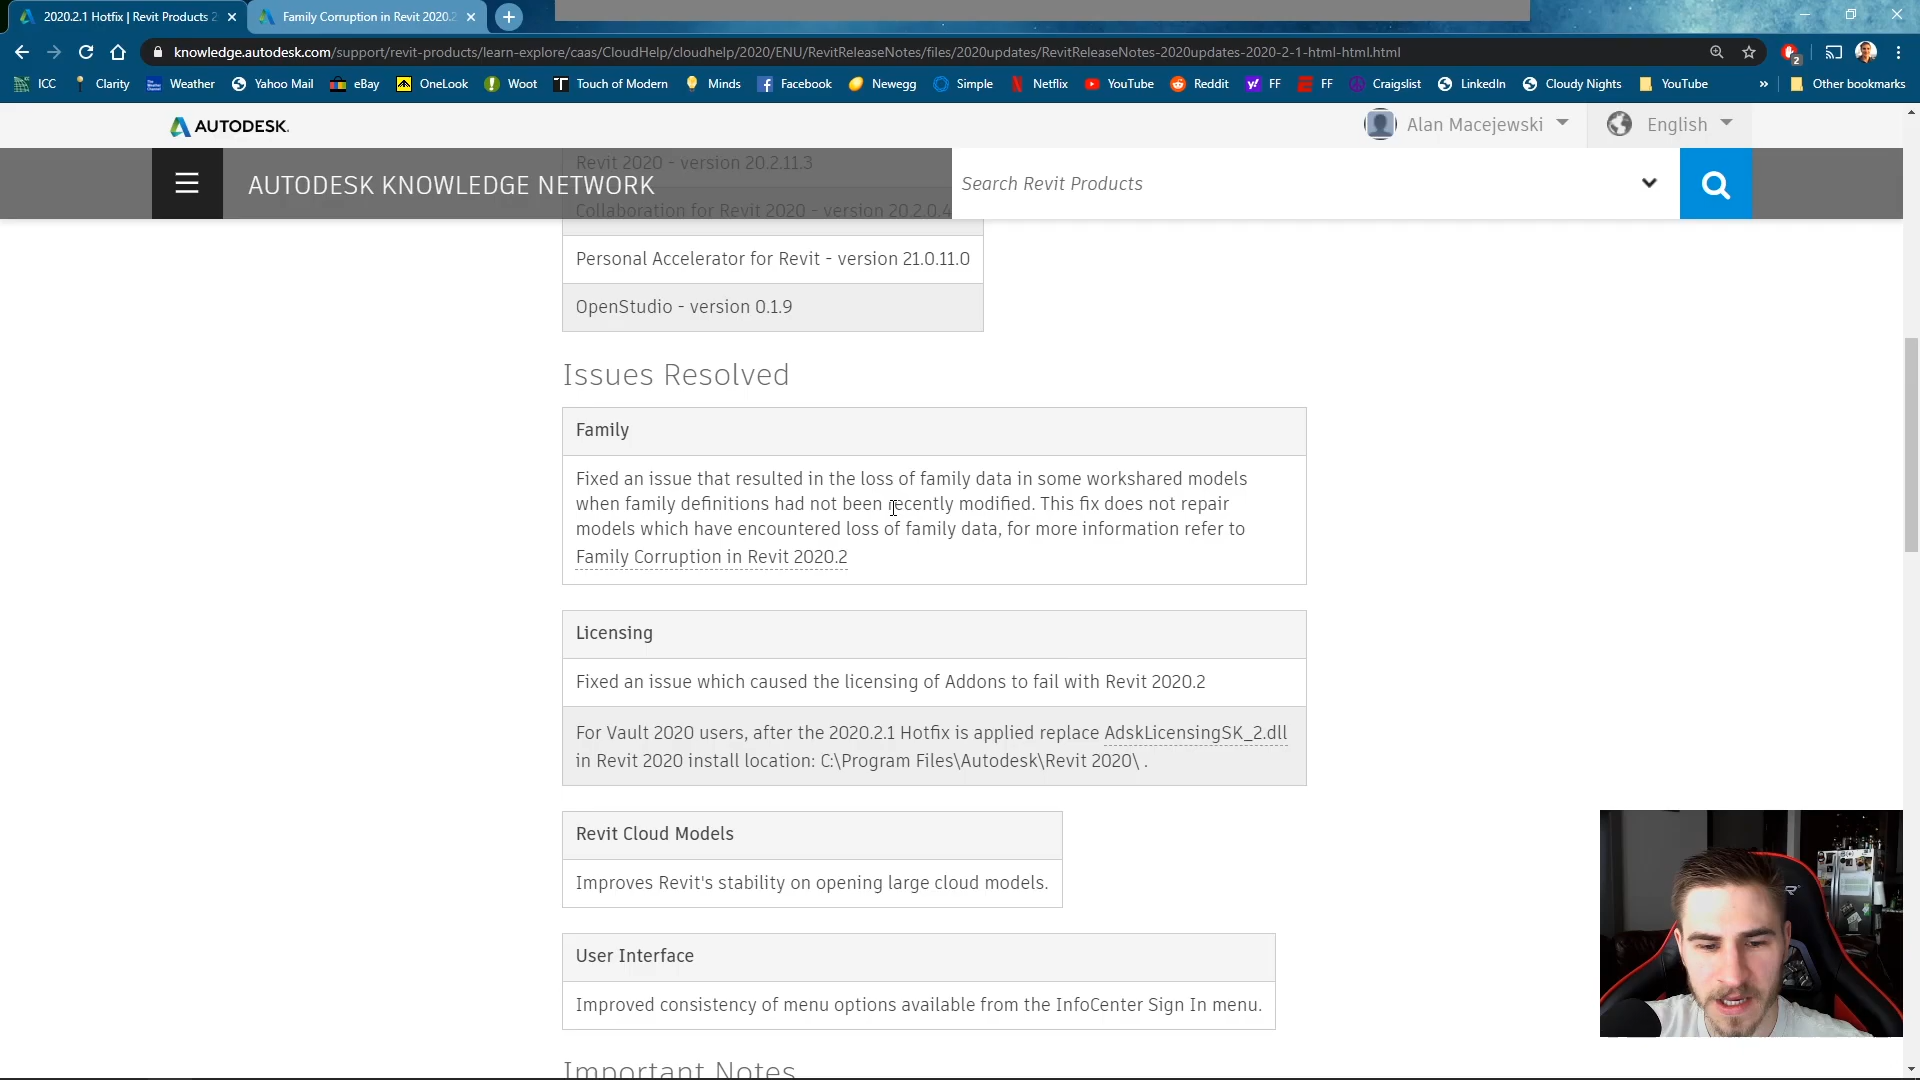 2020.2.1 Hotfix | Revit Products 2
Family Corruption in Revit 2020.2
knowledge.autodesk.com/support/revit-products/learn-explore/caas/CloudHelp/cloudhelp/2020/ENU/RevitReleaseNotes/files/2020updates/RevitReleaseNotes-2020updates-2020-2-1-html-html.html
2
ICC Clarity Weather Yahoo Mail eBay OneLook Woot Touch of Modern Minds Facebook Newegg Simple Netflix YouTube Reddit FF FF Craigslist LinkedIn Cloudy Nights YouTube » Other bookmarks
AUTODESK.
Alan Macejewski
English
Revit 2020 - version 20.2.11.3
AUTODESK KNOWLEDGE NETWORK
Search Revit Products
Collaboration for Revit 2020 - version 20.2.0.4
Personal Accelerator for Revit - version 21.0.11.0
OpenStudio - version 0.1.9
Issues Resolved
Family
Fixed an issue that resulted in the loss of family data in some workshared models
when family definitions had not been recently modified. This fix does not repair
models which have encountered loss of family data, for more information refer to
Family Corruption in Revit 2020.2
Licensing
Fixed an issue which caused the licensing of Addons to fail with Revit 2020.2
For Vault 2020 users, after the 2020.2.1 Hotfix is applied replace AdskLicensingSK_2.dll
in Revit 2020 install location: C:\Program Files\Autodesk\Revit 2020\ .
Revit Cloud Models
Improves Revit's stability on opening large cloud models.
User Interface
Improved consistency of menu options available from the InfoCenter Sign In menu.
Important Notes